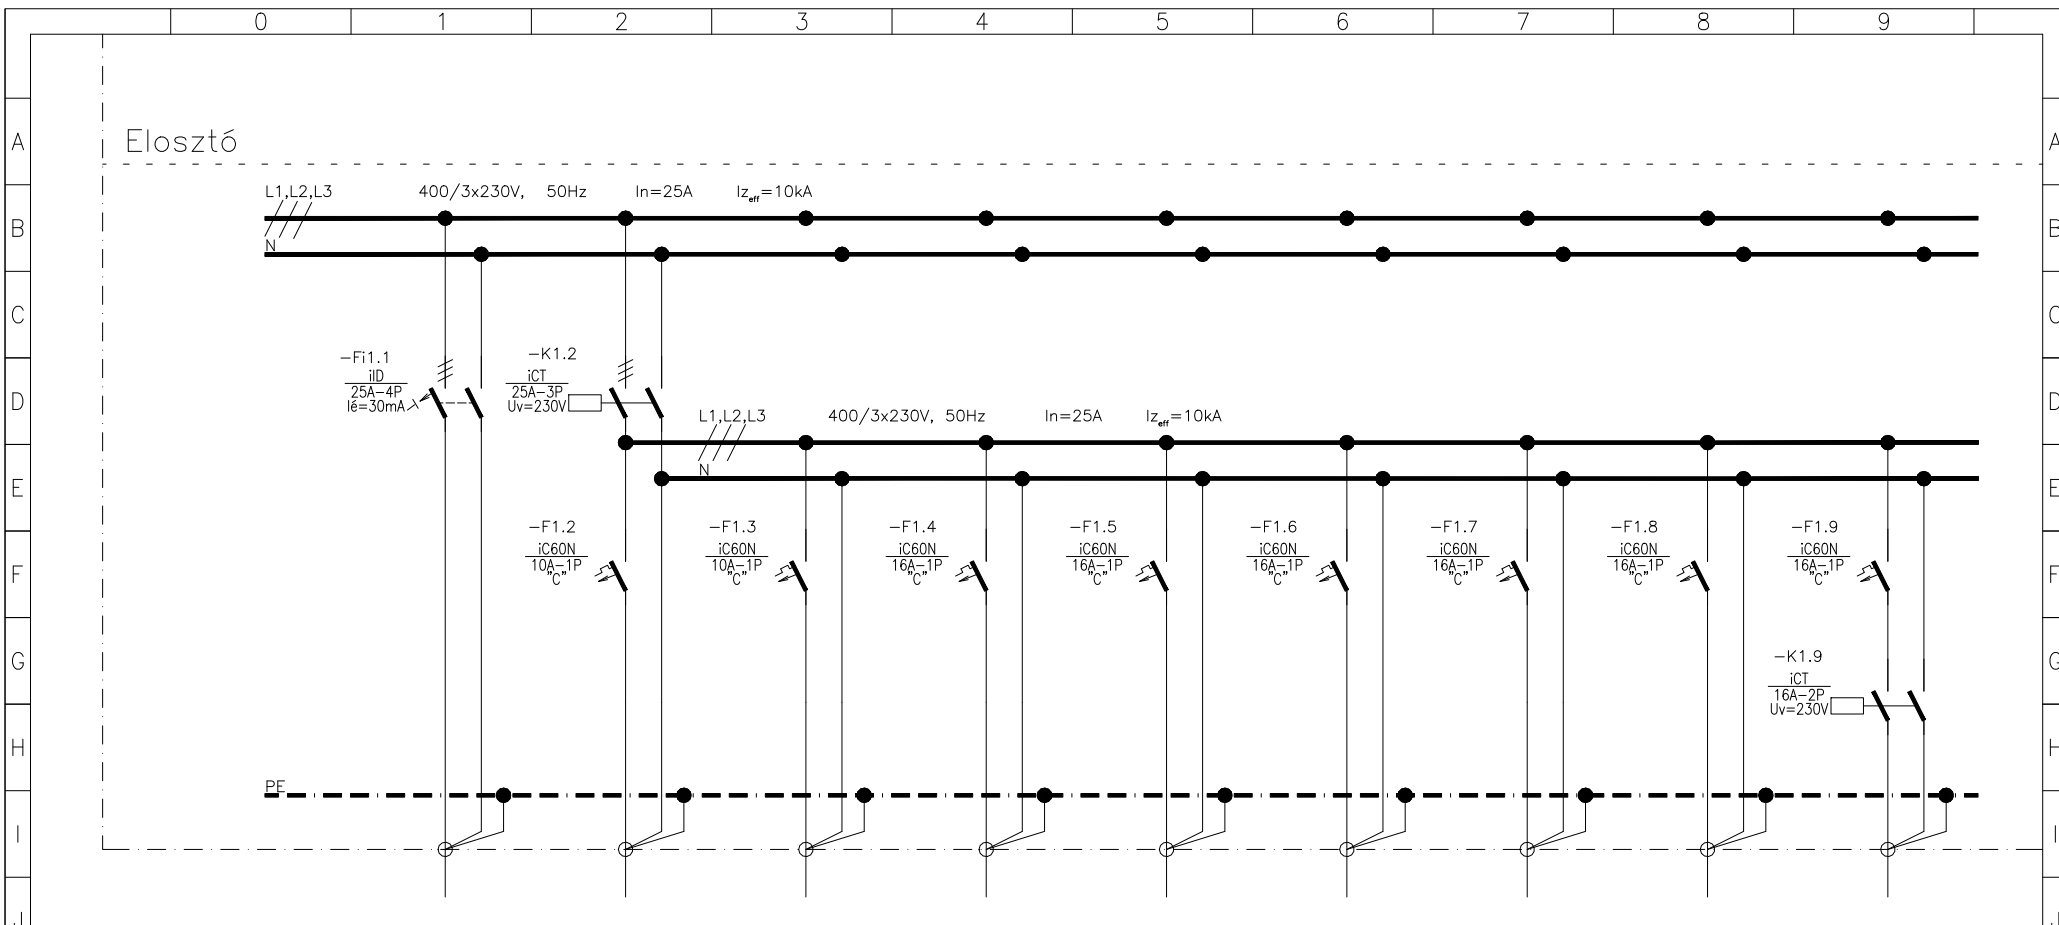 0 1 2 3 4 5 6 7 8 9
A A
Elosztó
L1,L2,L3 400/3x230V, 50Hz In=25A Iz eff=10kA
B B
N
C C
-Fi1.1 -K1.2
iID iCT
25A-4P 25A-3P
Ié=30mA Uv=230V
D D
L1,L2,L3 400/3x230V, 50Hz In=25A Iz eff=10kA
N
E E
-F1.2 -F1.3 -F1.4 -F1.5 -F1.6 -F1.7 -F1.8 -F1.9
iC60N iC60N iC60N iC60N iC60N iC60N iC60N iC60N
10A-1P 10A-1P 16A-1P 16A-1P 16A-1P 16A-1P 16A-1P 16A-1P
"C" "C" "C" "C" "C" "C" "C" "C"
F F
G G
-K1.9
iCT
16A-2P
Uv=230V
H H
PE
I I
J J